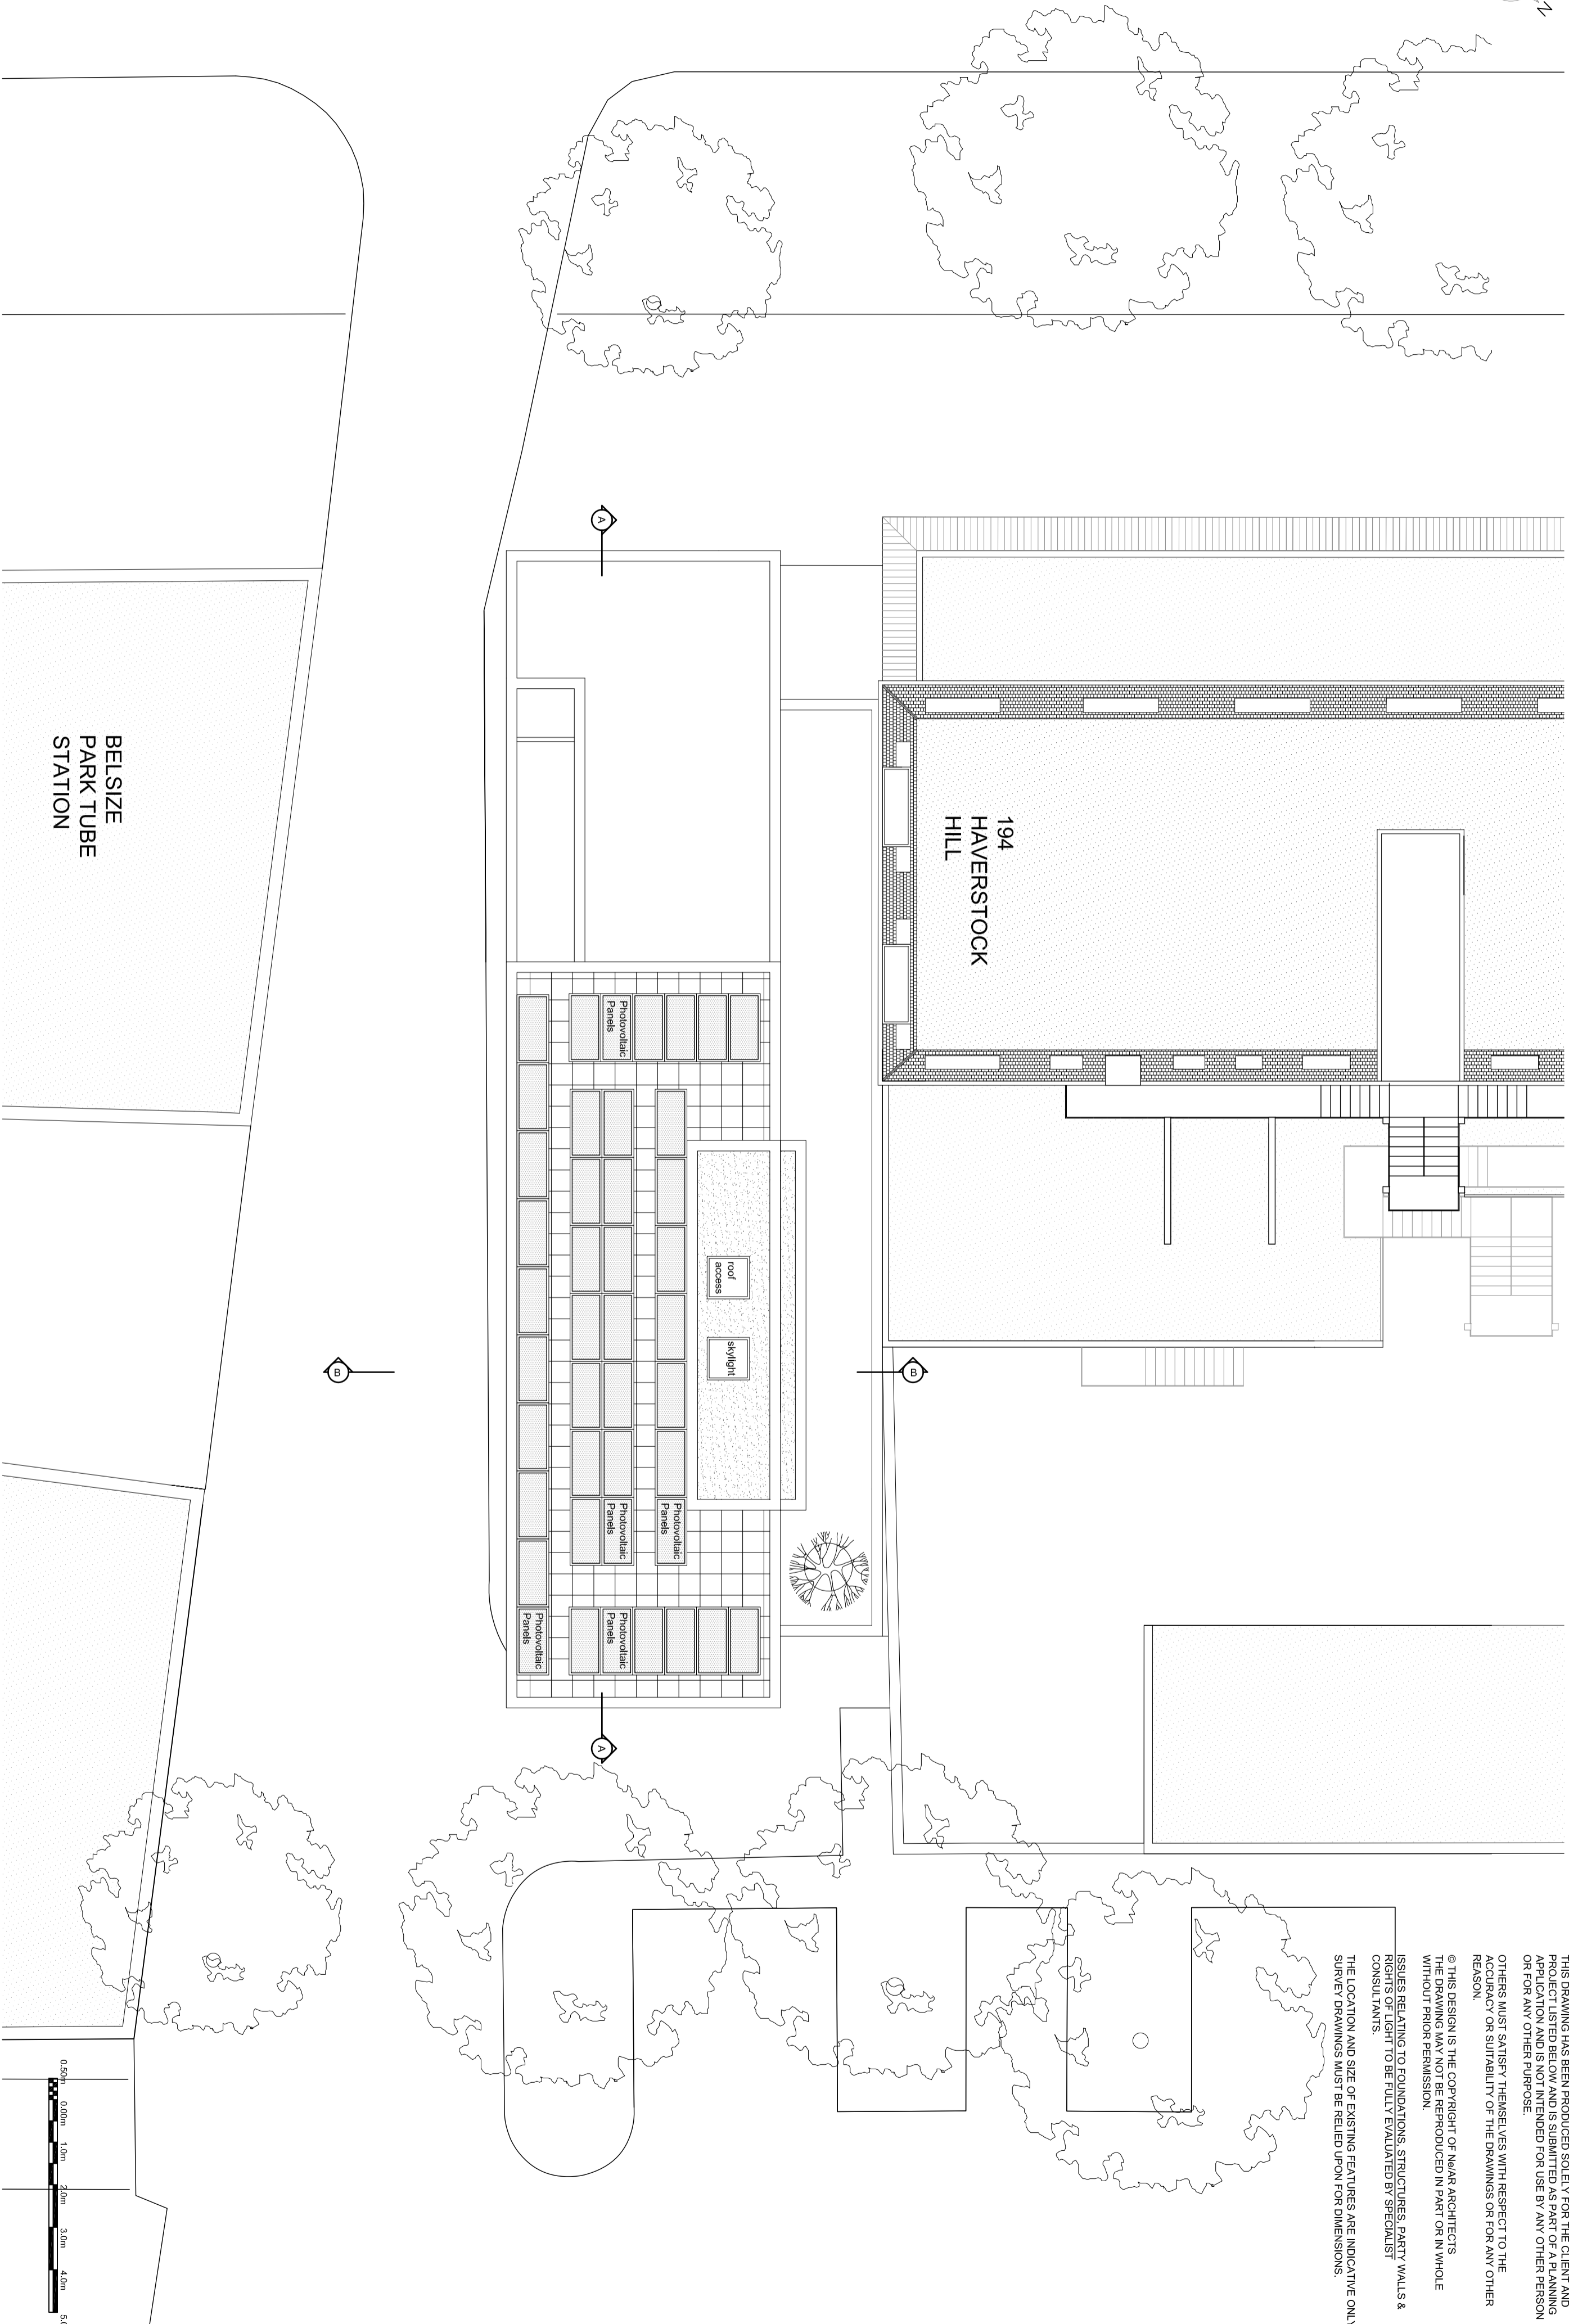 N
THIS DRAWING HAS BEEN PRODUCED SOLELY FOR THE CLIENT AND
PROJECT LISTED BELOW AND IS SUBMITTED AS PART OF A PLANNING
APPLICATION AND IS NOT INTENDED FOR USE BY ANY OTHER PERSON
OR FOR ANY OTHER PURPOSE.
OTHERS MUST SATISFY THEMSELVES WITH RESPECT TO THE
ACCURACY OR SUITABILITY OF THE DRAWINGS OR FOR ANY OTHER
REASON.
© THIS DESIGN IS THE COPYRIGHT OF Ne/AR ARCHITECTS
THE DRAWING MAY NOT BE REPRODUCED IN PART OR IN WHOLE
WITHOUT PRIOR PERMISSION.
ISSUES RELATING TO FOUNDATIONS, STRUCTURES, PARTY WALLS &
RIGHTS OF LIGHT TO BE FULLY EVALUATED BY SPECIALIST
CONSULTANTS.
THE LOCATION AND SIZE OF EXISTING FEATURES ARE INDICATIVE ONLY
SURVEY DRAWINGS MUST BE RELIED UPON FOR DIMENSIONS.
194
HAVERSTOCK
HILL
B
roof
access
skylight
Photovoltaic
Panels
A
Photovoltaic
Panels
Photovoltaic
Panels
Photovoltaic
Panels
A
Photovoltaic
Panels
B
BELSIZE
PARK TUBE
STATION
0.50m 0.00m 1.0m 2.0m 3.0m 4.0m 5.0